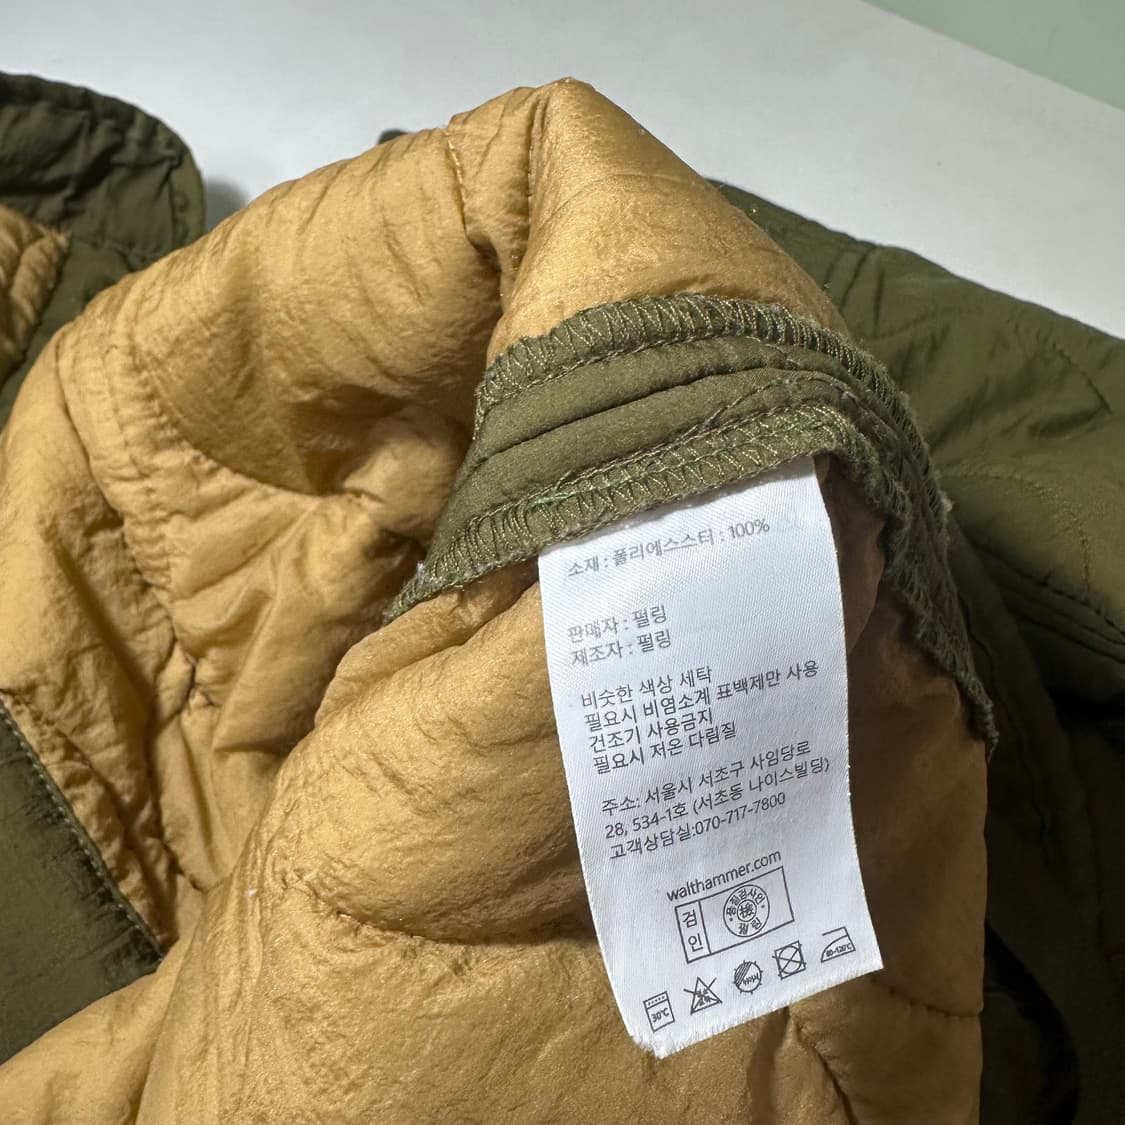 소재 : 폴리에스스터 : 100%
판매자 : 펄링
제조자 : 펄링
비슷한 색상 세탁
필요시 비염소계 표백제만 사용
건조기 사용금지
필요시 저온 다림질
주소: 서울시 서초구 사임당로
28, 534-1호 (서초동 나이스빌딩)
고객상담실:070-717-7800
walthammer.com
검
인
檢
펄링
30℃
80~120℃